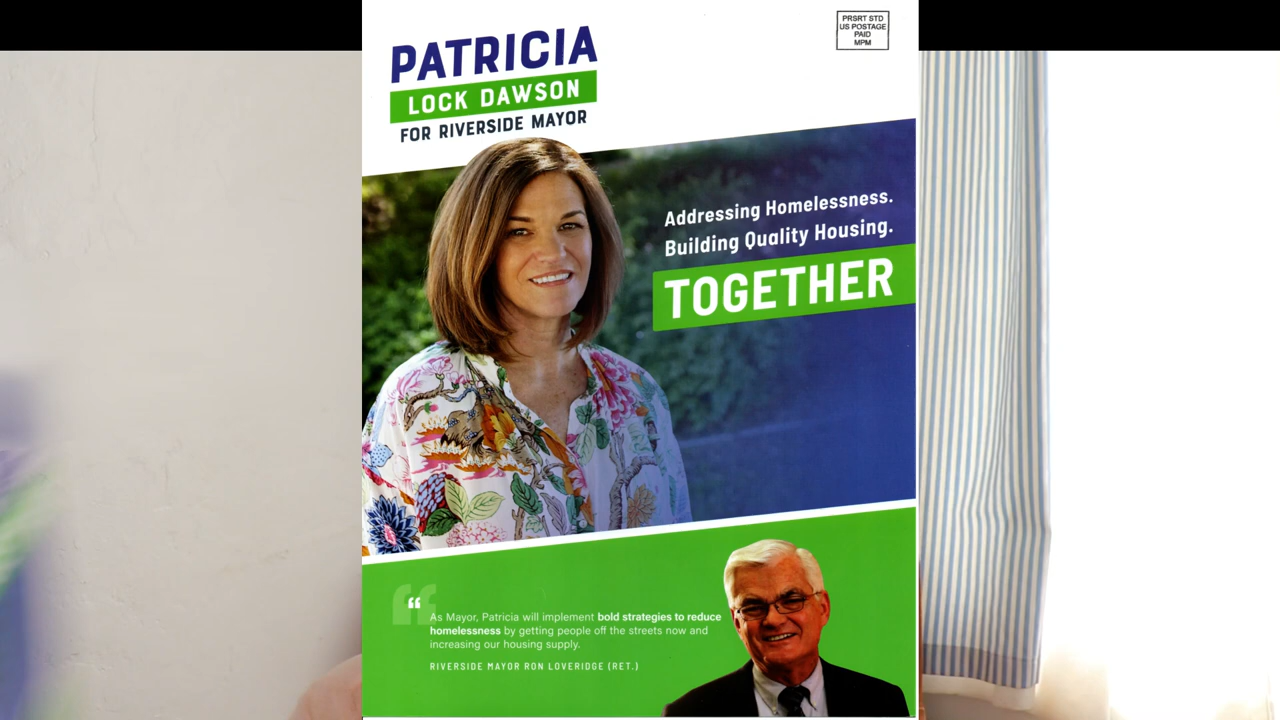 PATRICIA
LOCK DAWSON
FOR RIVERSIDE MAYOR
PRSRT STD
US POSTAGE
PAID
MPM
Addressing Homelessness.
Building Quality Housing.
TOGETHER
“
As Mayor, Patricia will implement bold strategies to reduce
homelessness by getting people off the streets now and
increasing our housing supply.
RIVERSIDE MAYOR RON LOVERIDGE (RET.)